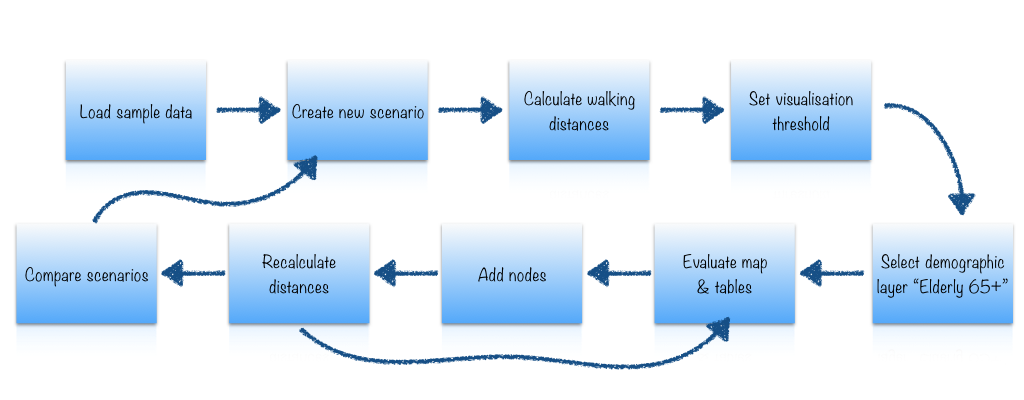 Load sample data
Create new scenario
Calculate walking
distances
Set visualisation
threshold
Compare scenarios
Recalculate
distances
Add nodes
Evaluate map
& tables
Select demographic
layer “Elderly 65+”